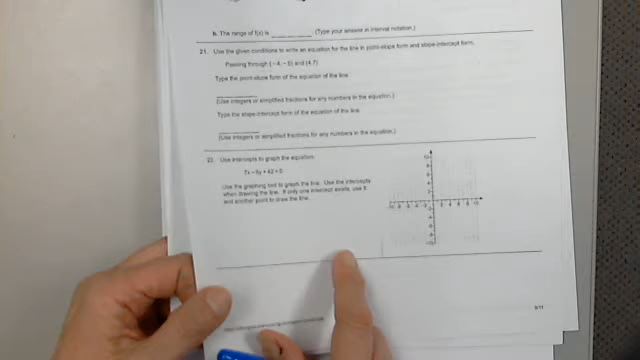 b. The range of f(x) is ________. (Type your answer in interval notation.)
21. Use the given conditions to write an equation for the line in point-slope form and slope-intercept form.
Passing through (−4, −5) and (4,7)
Type the point-slope form of the equation of the line.
(Use integers or simplified fractions for any numbers in the equation.)
Type the slope-intercept form of the equation of the line.
(Use integers or simplified fractions for any numbers in the equation.)
22. Use intercepts to graph the equation.
7x − 6y + 42 = 0
Use the graphing tool to graph the line. Use the intercepts
when drawing the line. If only one intercept exists, use it
and another point to draw the line.